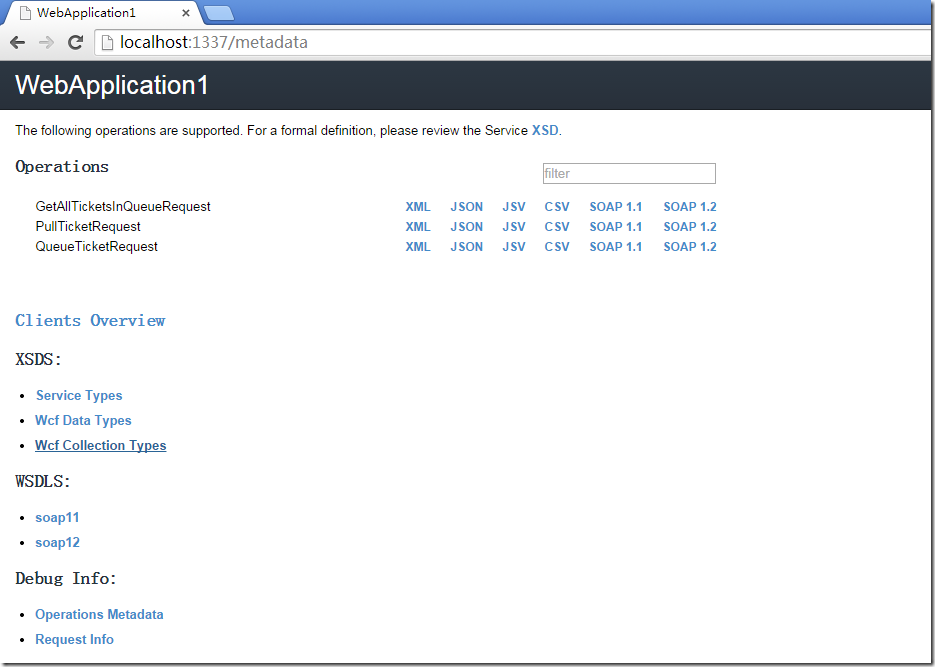 WebApplication1
localhost:1337/metadata
WebApplication1
The following operations are supported. For a formal definition, please review the Service XSD.
Operations
filter
GetAllTicketsInQueueRequest XML JSON JSV CSV SOAP 1.1 SOAP 1.2
PullTicketRequest XML JSON JSV CSV SOAP 1.1 SOAP 1.2
QueueTicketRequest XML JSON JSV CSV SOAP 1.1 SOAP 1.2
Clients Overview
XSDS:
Service Types
Wcf Data Types
Wcf Collection Types
WSDLS:
soap11
soap12
Debug Info:
Operations Metadata
Request Info